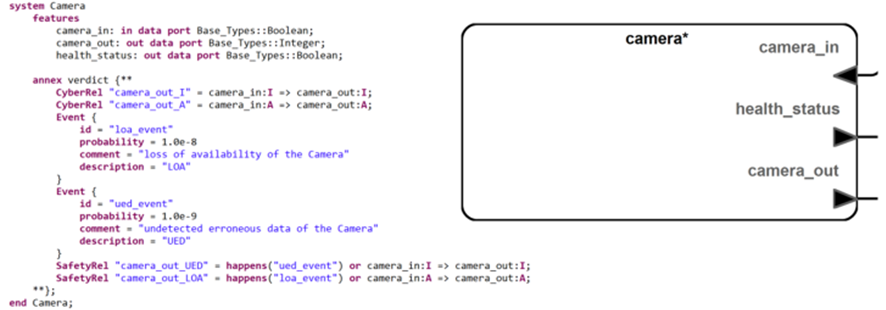 system Camera
features
camera_in: in data port Base_Types::Boolean;
camera_out: out data port Base_Types::Integer;
health_status: out data port Base_Types::Boolean;
annex verdict {**
CyberRel "camera_out_I" = camera_in:I => camera_out:I;
CyberRel "camera_out_A" = camera_in:A => camera_out:A;
Event {
id = "loa_event"
probability = 1.0e-8
comment = "loss of availability of the Camera"
description = "LOA"
}
Event {
id = "ued_event"
probability = 1.0e-9
comment = "undetected erroneous data of the Camera"
description = "UED"
}
SafetyRel "camera_out_UED" = happens("ued_event") or camera_in:I => camera_out:I;
SafetyRel "camera_out_LOA" = happens("loa_event") or camera_in:A => camera_out:A;
**};
end Camera;
camera*
camera_in
health_status
camera_out